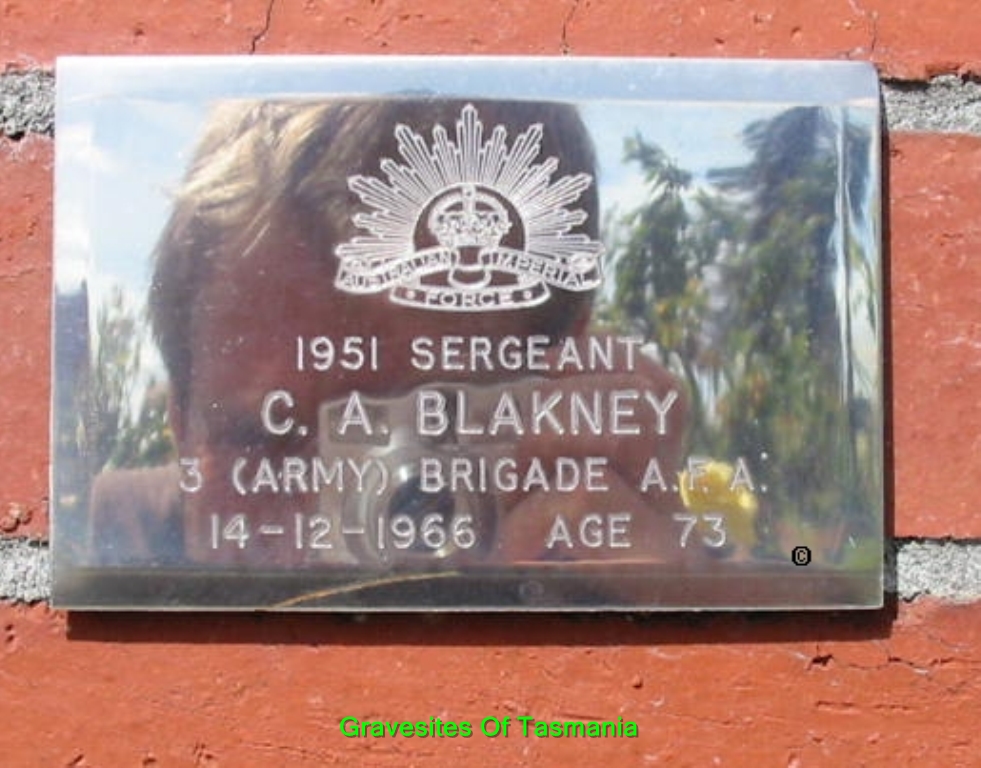 AUSTRALIAN IMPERIAL
• FORCE •
1951 SERGEANT
C. A. BLAKNEY
3 (ARMY) BRIGADE A.F.A.
14-12-1966 AGE 73
©
Gravesites Of Tasmania